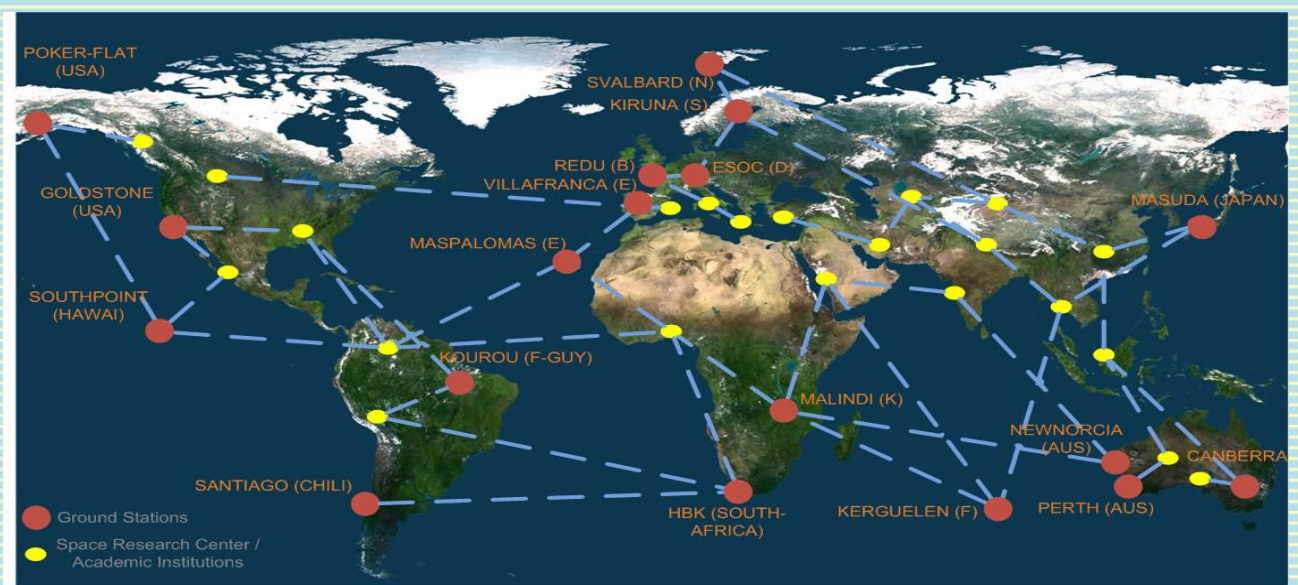 POKER-FLAT
(USA)
SVALBARD (N)
KIRUNA (S)
REDU (B)
ESOC (D)
VILLAFRANCA (E)
GOLDSTONE
(USA)
MASUDA (JAPAN)
MASPALOMAS (E)
SOUTHPOINT
(HAWAI)
KOUROU (F-GUY)
MALINDI (K)
NEWNORCIA
(AUS)
CANBERRA
SANTIAGO (CHILI)
HBK (SOUTH-
AFRICA)
KERGUELEN (F)
PERTH (AUS)
Ground Stations
Space Research Center /
Academic Institutions